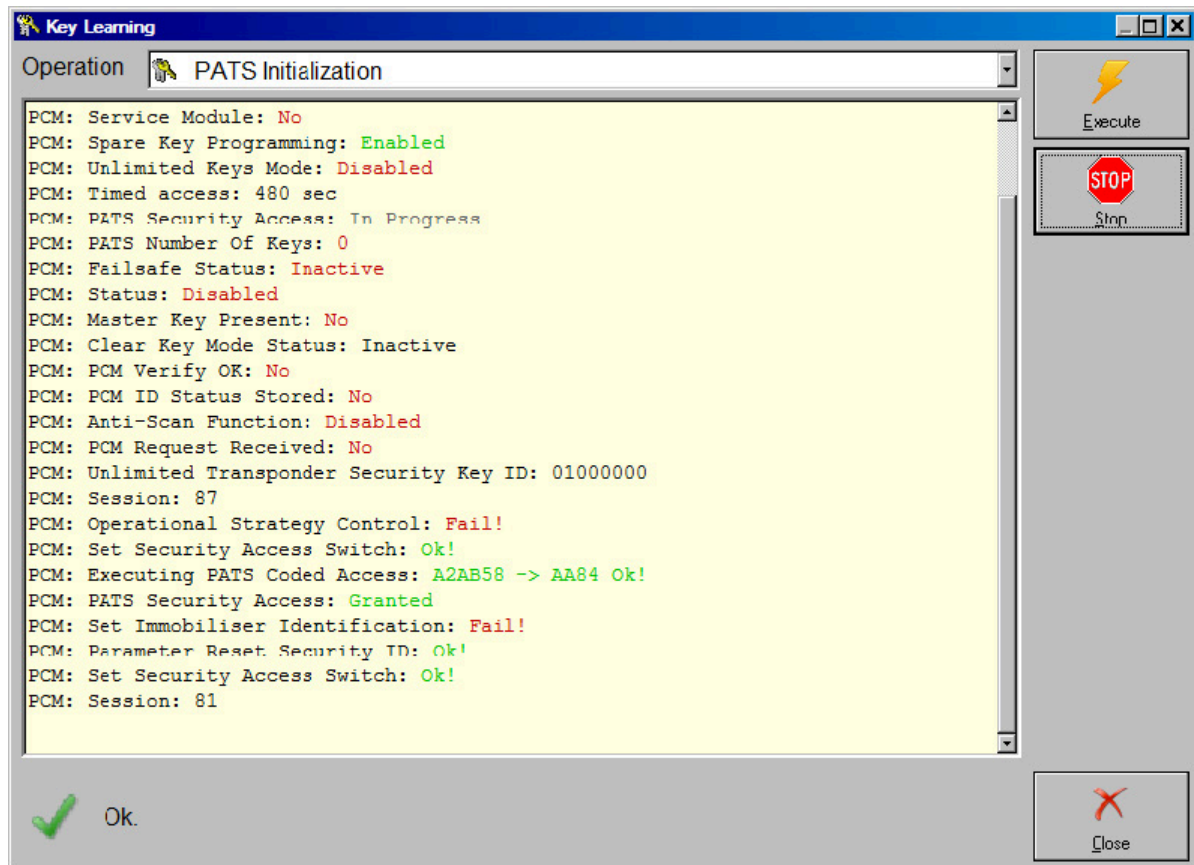 Key Learning
Operation PATS Initialization
Execute
Stop
PCM: Service Module: No
PCM: Spare Key Programming: Enabled
PCM: Unlimited Keys Mode: Disabled
PCM: Timed access: 480 sec
PCM: PATS Security Access: In Progress
PCM: PATS Number Of Keys: 0
PCM: Failsafe Status: Inactive
PCM: Status: Disabled
PCM: Master Key Present: No
PCM: Clear Key Mode Status: Inactive
PCM: PCM Verify OK: No
PCM: PCM ID Status Stored: No
PCM: Anti-Scan Function: Disabled
PCM: PCM Request Received: No
PCM: Unlimited Transponder Security Key ID: 01000000
PCM: Session: 87
PCM: Operational Strategy Control: Fail!
PCM: Set Security Access Switch: Ok!
PCM: Executing PATS Coded Access: A2AB58 -> AA84 Ok!
PCM: PATS Security Access: Granted
PCM: Set Immobiliser Identification: Fail!
PCM: Parameter Reset Security ID: Ok!
PCM: Set Security Access Switch: Ok!
PCM: Session: 81
Ok.
Close